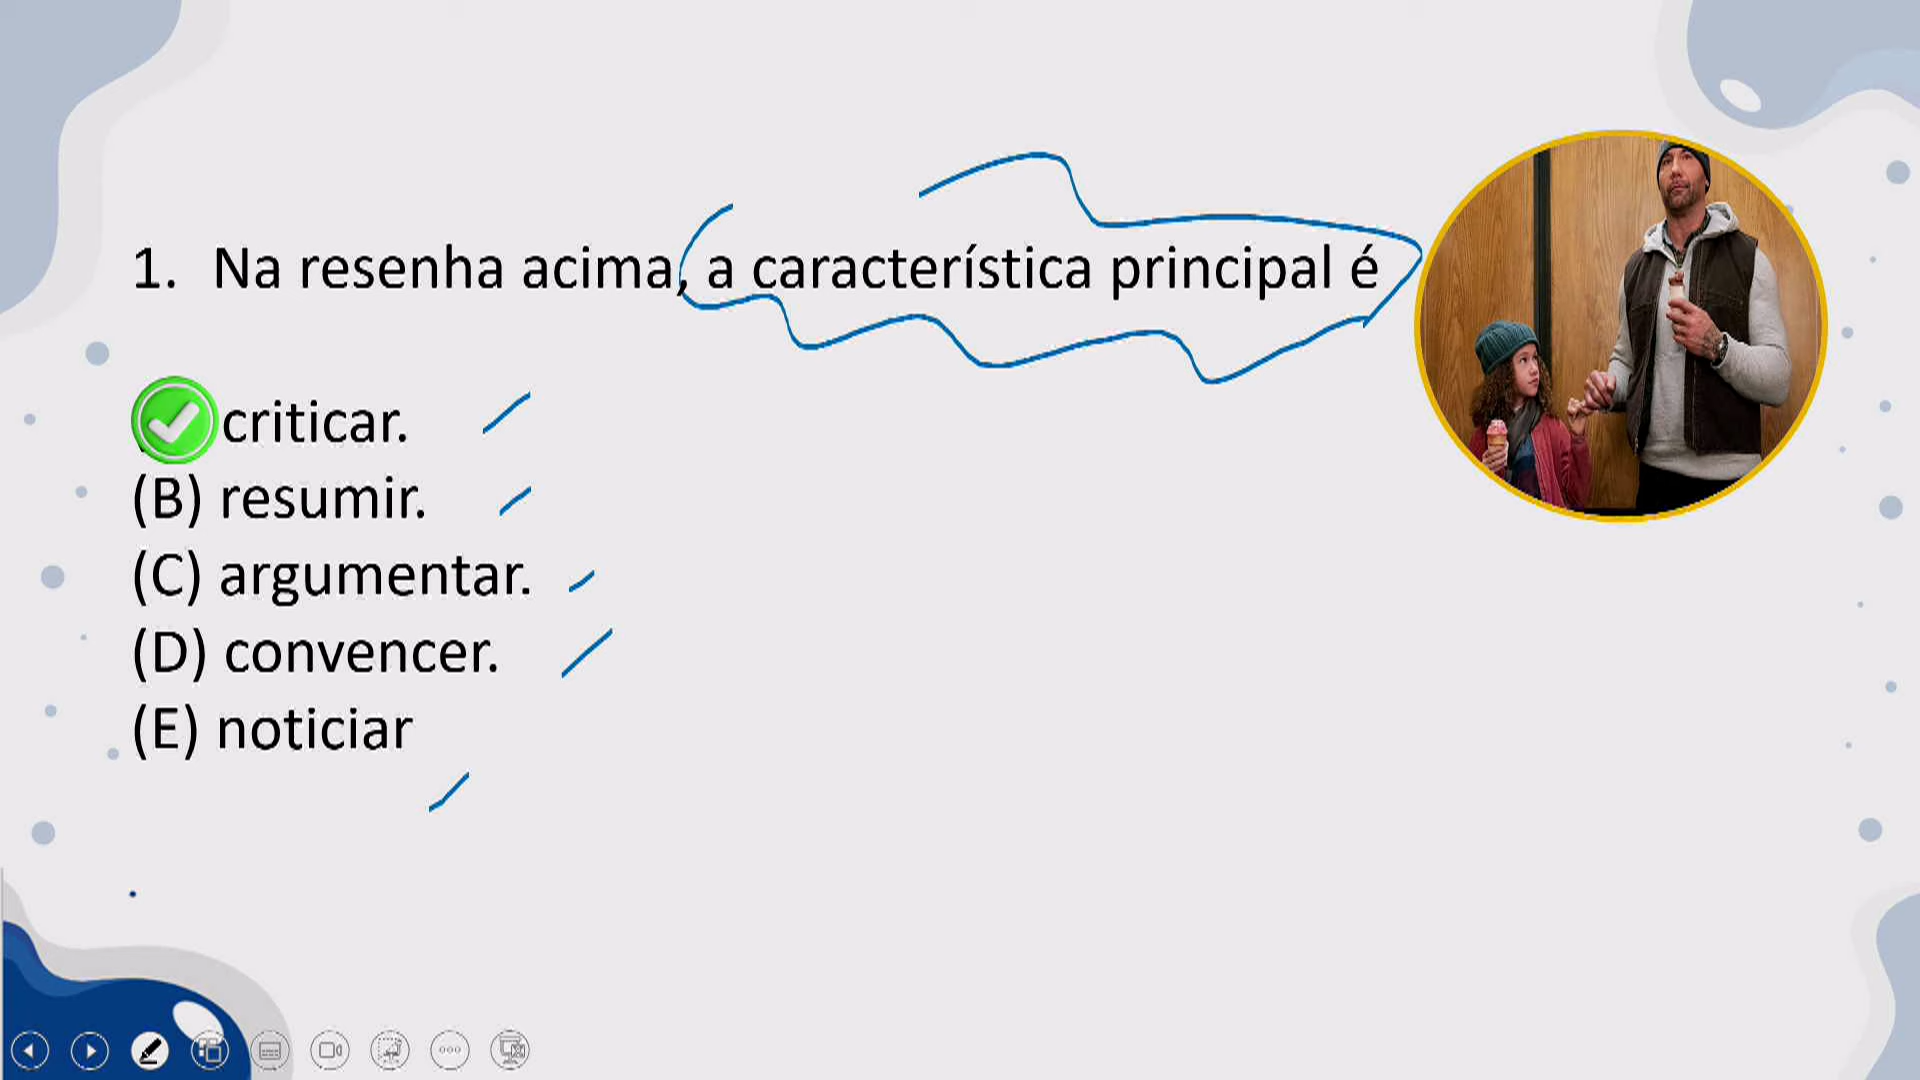 1. Na resenha acima, a característica principal é
criticar.
(B) resumir.
(C) argumentar.
(D) convencer.
(E) noticiar
.